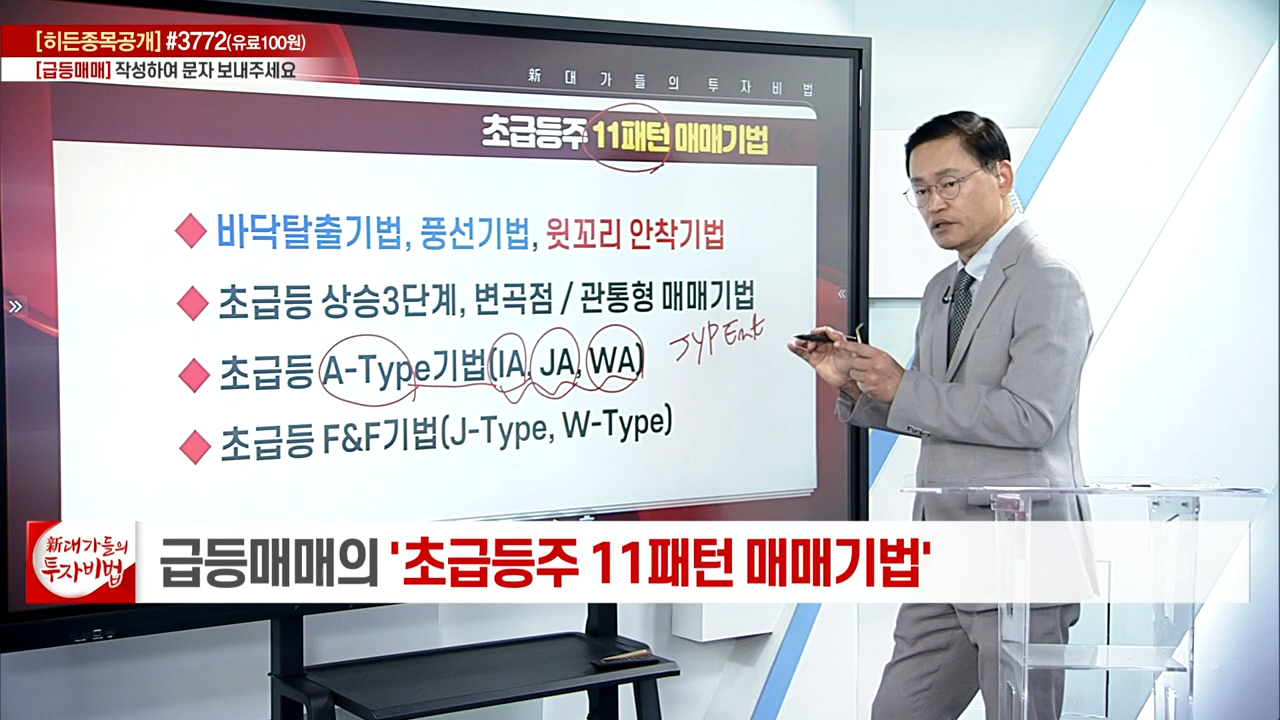 [히든종목공개] #3772(유료100원)
[급등매매] 작성하여 문자 보내주세요
新 대 가 들 의 투 자 비 법
초급등주 11패턴 매매기법
바닥탈출기법, 풍선기법, 윗꼬리 안착기법
초급등 상승3단계, 변곡점 / 관통형 매매기법
초급등 A-Type기법(IA, JA, WA)
JYP Ent
초급등 F&F기법(J-Type, W-Type)
新대가들의
투자비법
급등매매의 '초급등주 11패턴 매매기법'